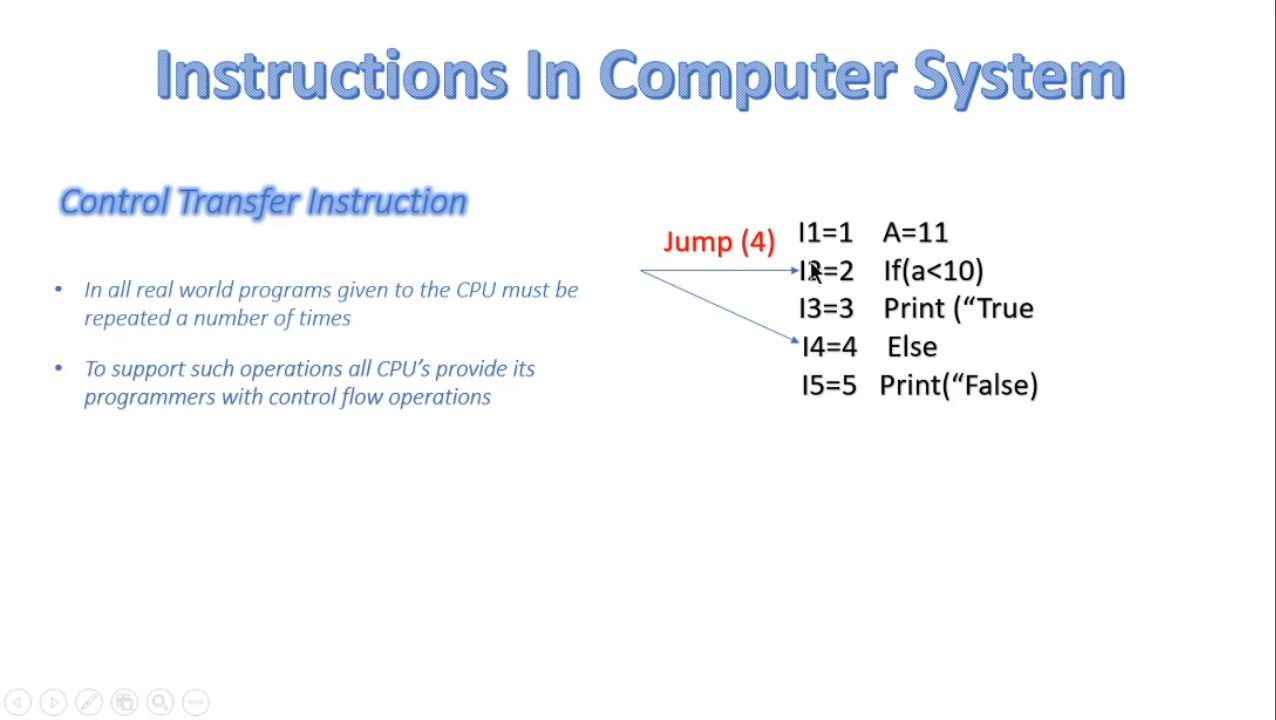 Instructions In Computer System
Control Transfer Instruction
• In all real world programs given to the CPU must be
repeated a number of times
• To support such operations all CPU's provide its
programmers with control flow operations
Jump (4)
I1=1 A=11
I2=2 If(a<10)
I3=3 Print (“True
I4=4 Else
I5=5 Print(“False)